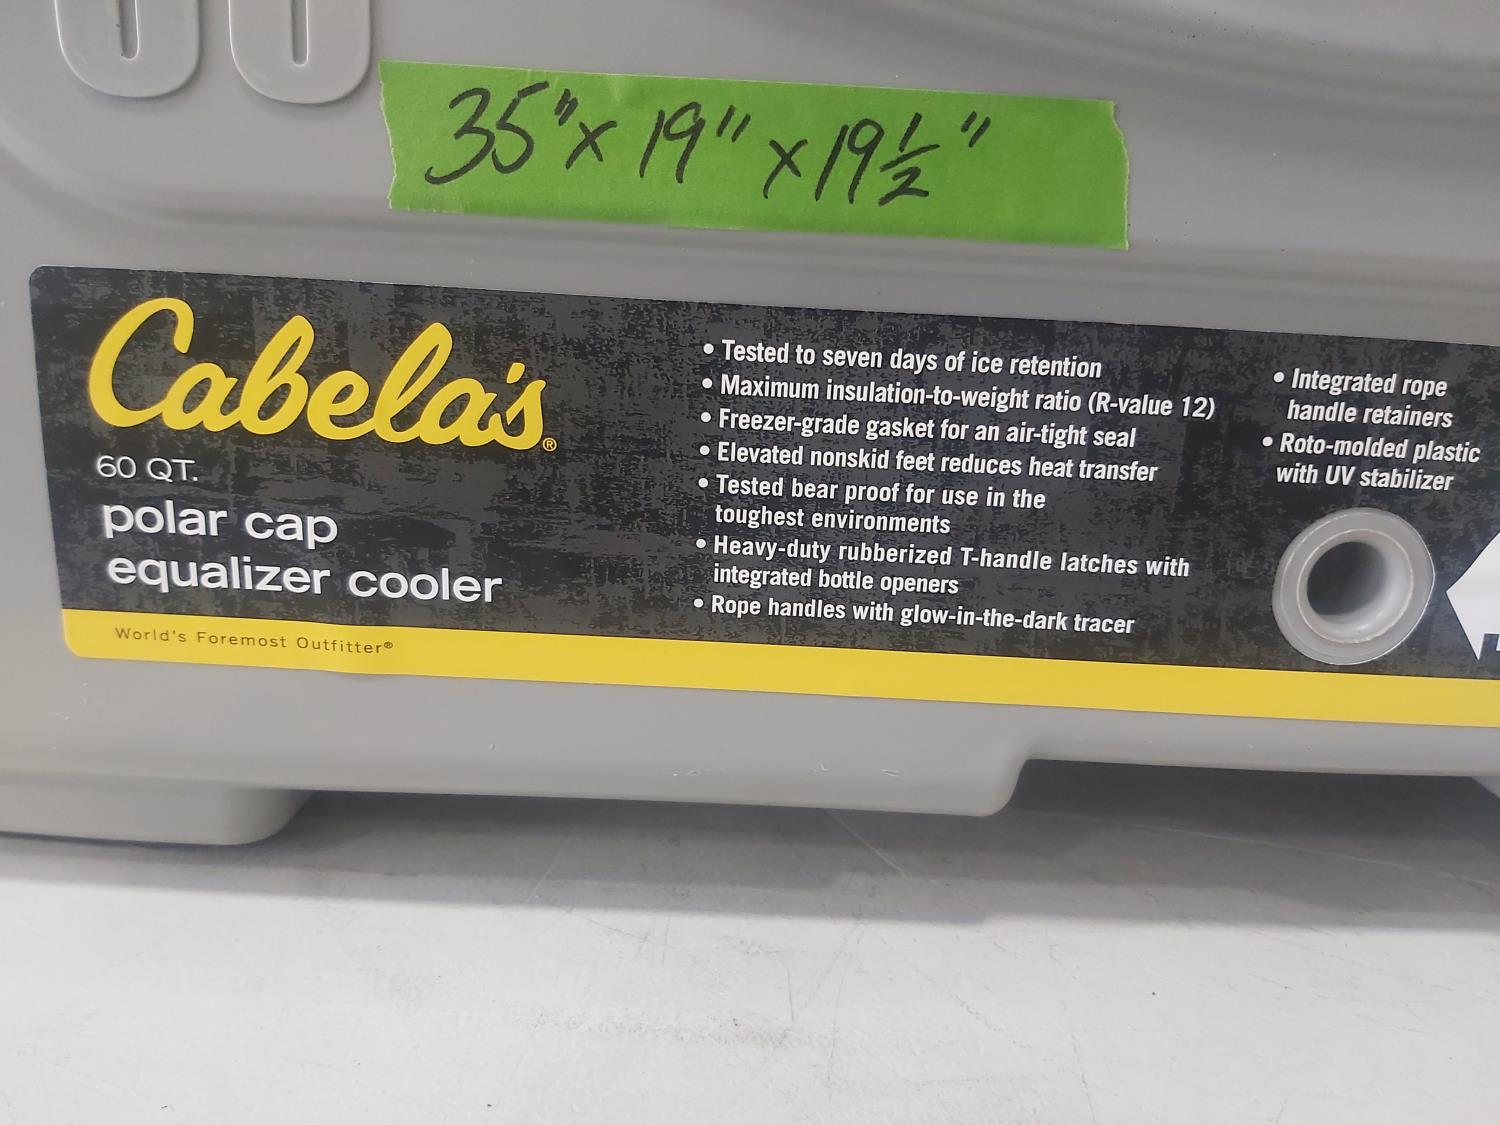 35" x 19" x 19 1/2"
Cabela's®
60 QT.
polar cap
equalizer cooler
World's Foremost Outfitter®
• Tested to seven days of ice retention
• Maximum insulation-to-weight ratio (R-value 12)
• Freezer-grade gasket for an air-tight seal
• Elevated nonskid feet reduces heat transfer
• Tested bear proof for use in the
toughest environments
• Heavy-duty rubberized T-handle latches with
integrated bottle openers
• Rope handles with glow-in-the-dark tracer
• Integrated rope
handle retainers
• Roto-molded plastic
with UV stabilizer